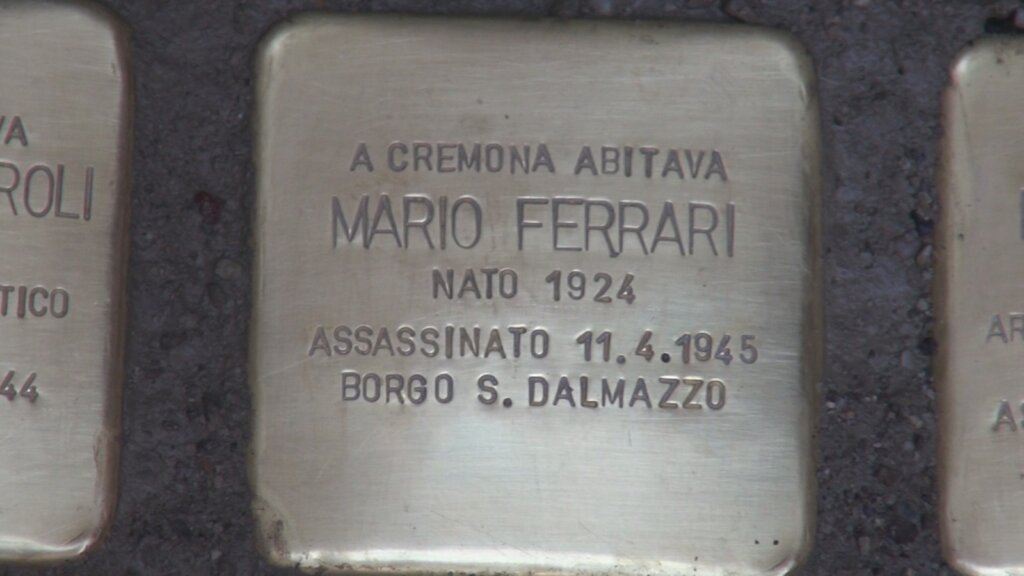 A CREMONA ABITAVA
MARIO FERRARI
NATO 1924
ASSASSINATO 11.4.1945
BORGO S. DALMAZZO